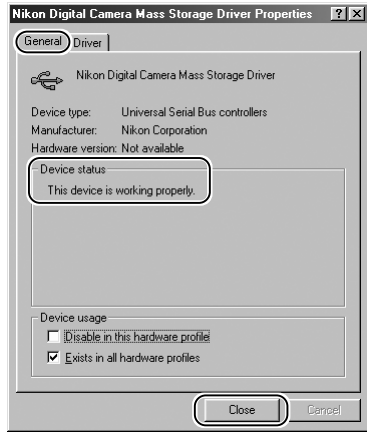 Nikon Digital Camera Mass Storage Driver Properties
General Driver
Nikon Digital Camera Mass Storage Driver
Device type: Universal Serial Bus controllers
Manufacturer: Nikon Corporation
Hardware version: Not available
Device status
This device is working properly.
Device usage
Disable in this hardware profile
Exists in all hardware profiles
Close Cancel